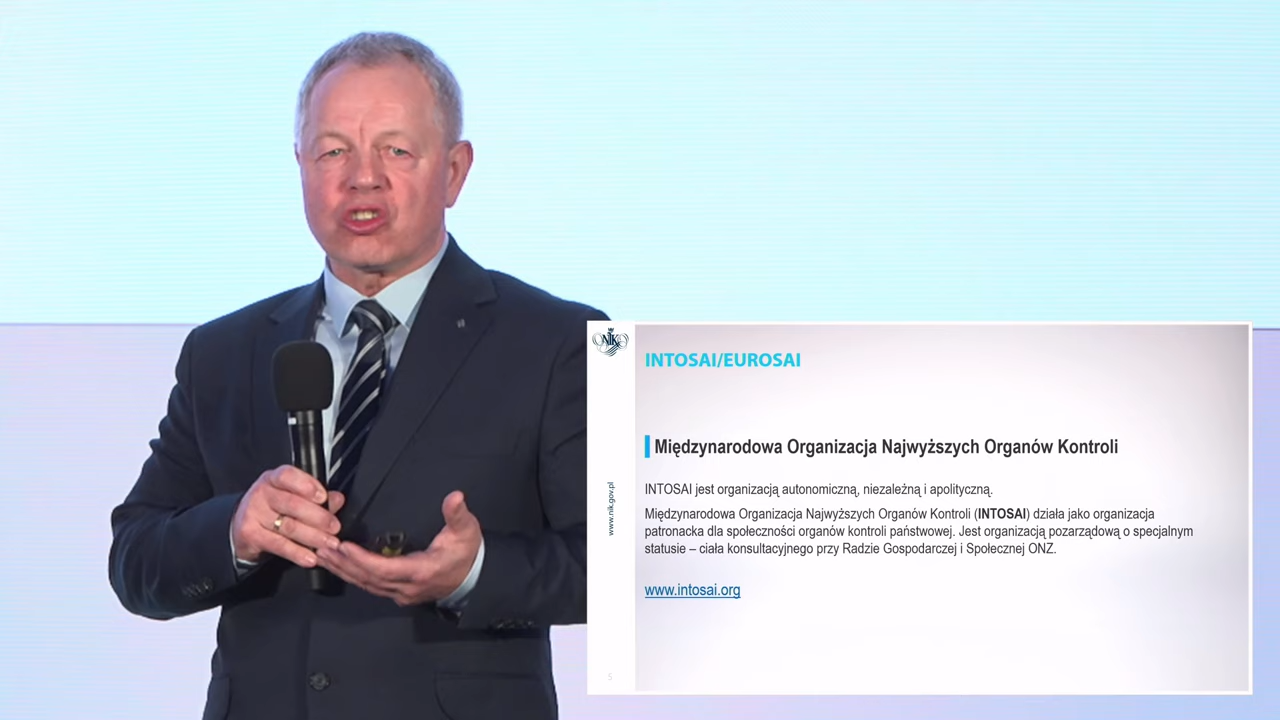 NIK
INTOSAI/EUROSAI
Międzynarodowa Organizacja Najwyższych Organów Kontroli
INTOSAI jest organizacją autonomiczną, niezależną i apolityczną.
Międzynarodowa Organizacja Najwyższych Organów Kontroli (INTOSAI) działa jako organizacja
patronacka dla społeczności organów kontroli państwowej. Jest organizacją pozarządową o specjalnym
statusie – ciała konsultacyjnego przy Radzie Gospodarczej i Społecznej ONZ.
www.intosai.org
www.nik.gov.pl
5